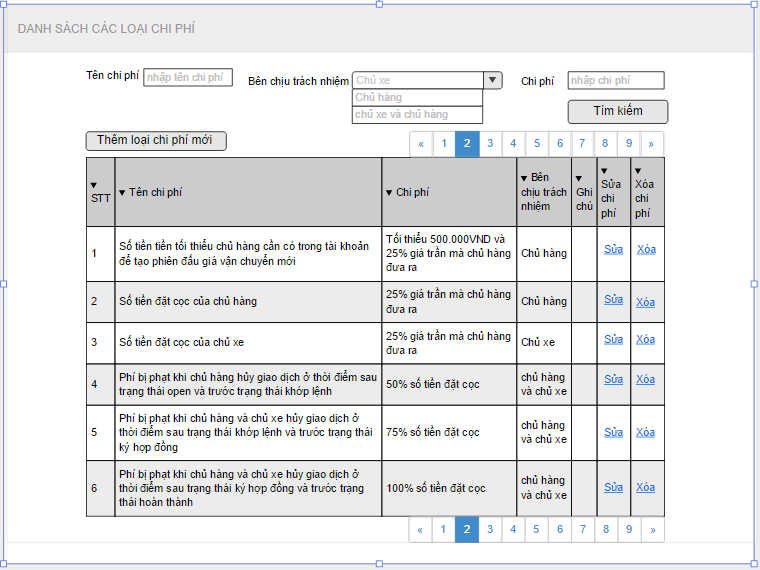 DANH SÁCH CÁC LOẠI CHI PHÍ
Tên chi phí nhập tên chi phí Bên chịu trách nhiệm Chủ xe Chi phí nhập chi phí
Chủ hàng
chủ xe và chủ hàng
Tìm kiếm
Thêm loại chi phí mới
« 1 2 3 4 5 6 7 8 9 »
STT
Tên chi phí
Chi phí
Bên
chịu trách
nhiệm
Ghi
chú
Sửa
chi
phí
Xóa
chi
phí
1
Số tiền tiền tối thiểu chủ hàng cần có trong tài khoản
để tạo phiên đấu giá vận chuyển mới
Tối thiểu 500.000VND và
25% giá trần mà chủ hàng
đưa ra
Chủ hàng
Sửa
Xóa
2
Số tiền đặt cọc của chủ hàng
25% giá trần mà chủ hàng
đưa ra
Chủ hàng
Sửa
Xóa
3
Số tiền đặt cọc của chủ xe
25% giá trần mà chủ hàng
đưa ra
Chủ xe
Sửa
Xóa
4
Phí bị phạt khi chủ hàng hủy giao dịch ở thời điểm sau
trạng thái open và trước trạng thái khớp lệnh
50% số tiền đặt cọc
chủ hàng
và chủ xe
Sửa
Xóa
5
Phí bị phạt khi chủ hàng và chủ xe hủy giao dịch ở
thời điểm sau trạng thái khớp lệnh và trước trạng thái
ký hợp đồng
75% số tiền đặt cọc
chủ hàng
và chủ xe
Sửa
Xóa
6
Phí bị phạt khi chủ hàng và chủ xe hủy giao dịch ở
thời điểm sau trạng thái ký hợp đồng và trước trạng
thái hoàn thành
100% số tiền đặt cọc
chủ hàng
và chủ xe
Sửa
Xóa
« 1 2 3 4 5 6 7 8 9 »